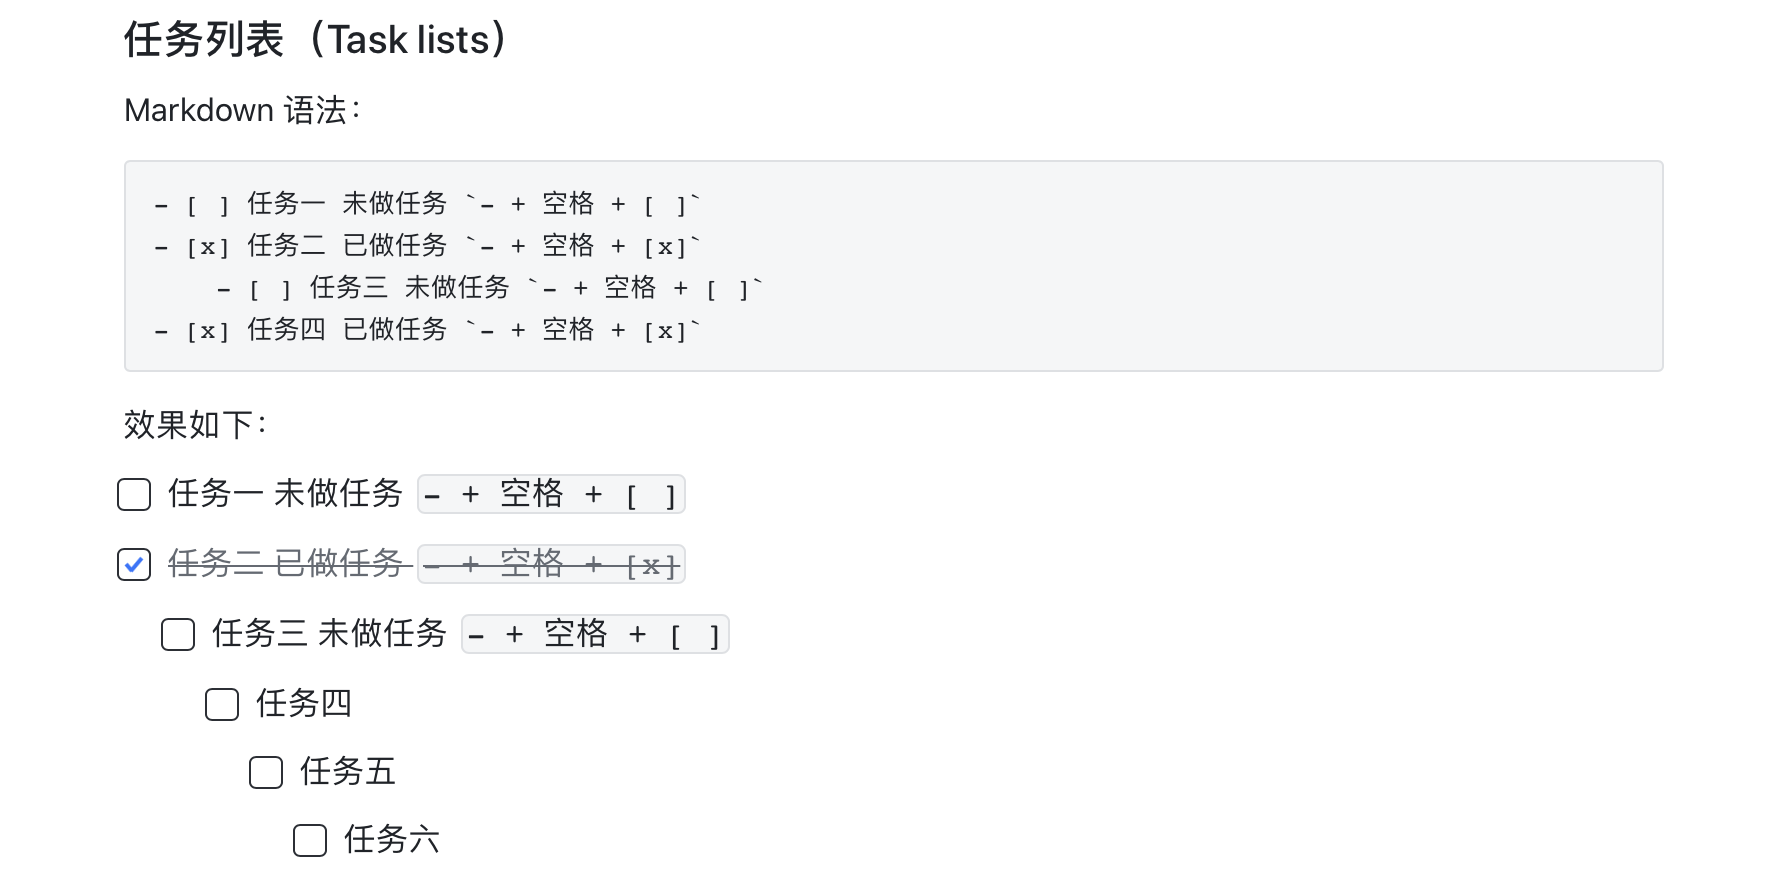 任务列表（Task lists）
Markdown 语法：
- [ ] 任务一 未做任务 `- + 空格 + [ ]`
- [x] 任务二 已做任务 `- + 空格 + [x]`
    - [ ] 任务三 未做任务 `- + 空格 + [ ]`
- [x] 任务四 已做任务 `- + 空格 + [x]`
效果如下：
任务一 未做任务 - + 空格 + [ ]
任务二 已做任务 - + 空格 + [x]
任务三 未做任务 - + 空格 + [ ]
任务四
任务五
任务六